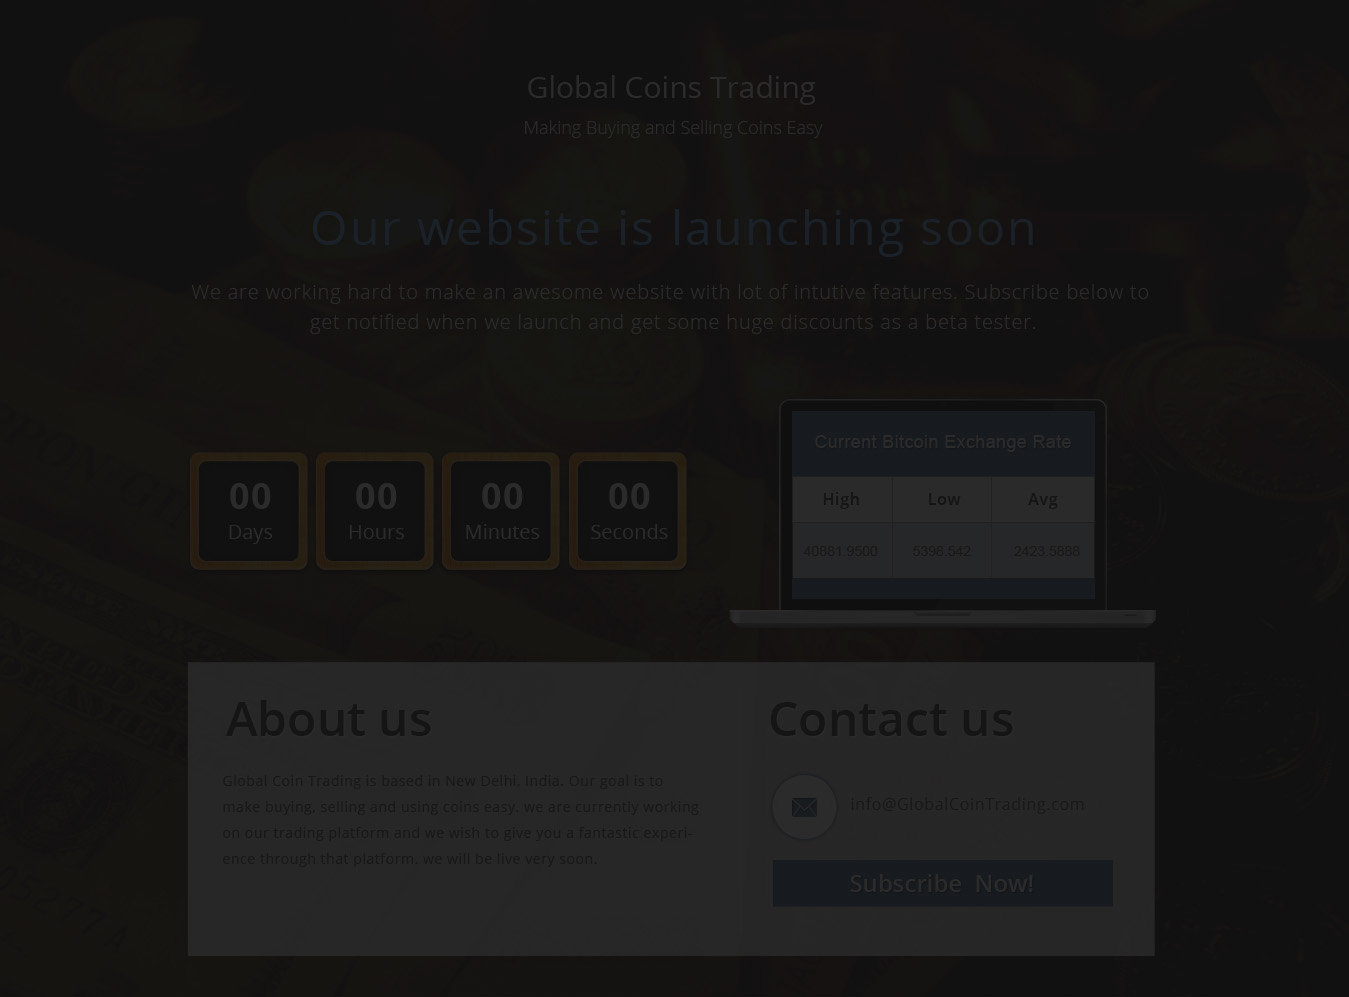 Global Coins Trading
Making Buying and Selling Coins Easy
Our website is launching soon
We are working hard to make an awesome website with lot of intutive features. Subscribe below to
get notified when we launch and get some huge discounts as a beta tester.
00 00 00 00
Days Hours Minutes Seconds
Current Bitcoin Exchange Rate
High Low Avg
40881.9500 5398.542 2423.5888
About us
Global Coin Trading is based in New Delhi, India. Our goal is to
make buying, selling and using coins easy, we are currently working
on our trading platform and we wish to give you a fantastic experi-
ence through that platform, we will be live very soon.
Contact us
info@GlobalCoinTrading.com
Subscribe Now!